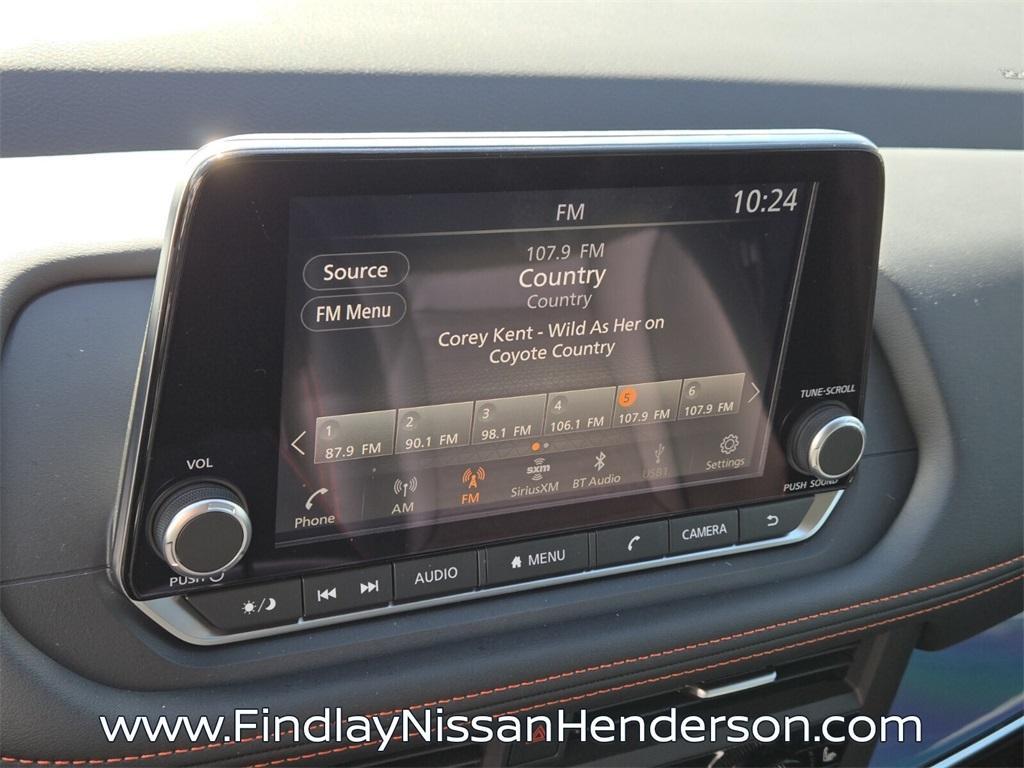 FM
10:24
107.9 FM
Source
Country
Country
FM Menu
Corey Kent - Wild As Her on
Coyote Country
TUNE·SCROLL
1 2 3 4 5 6
87.9 FM 90.1 FM 98.1 FM 106.1 FM 107.9 FM 107.9 FM
VOL
Phone AM FM sxm SiriusXM BT Audio USB1 Settings
PUSH SOUND
PUSH
AUDIO MENU CAMERA
www.FindlayNissanHenderson.com